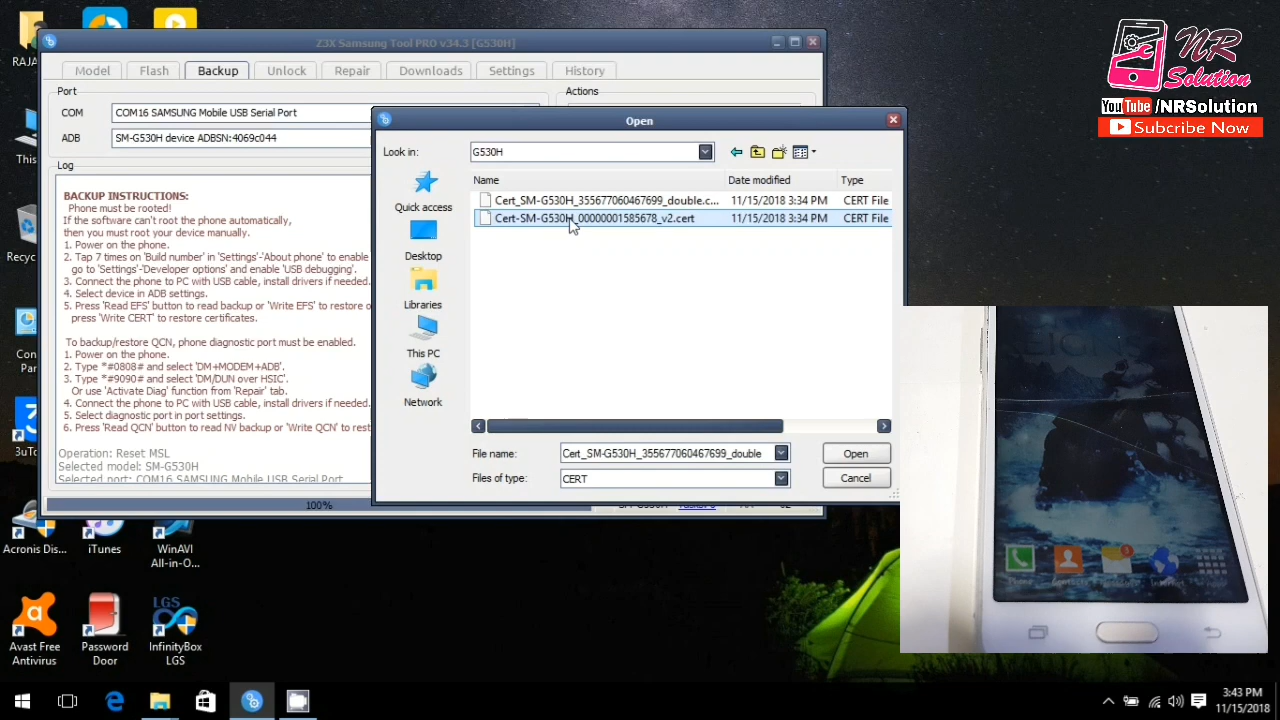 RAJA
Z3X Samsung Tool PRO v34.3 [G530H]
Model Flash Backup Unlock Repair Downloads Settings History
Port
COM COM16 SAMSUNG Mobile USB Serial Port
ADB SM-G530H device ADBSN:4069c044
Actions
Log
BACKUP INSTRUCTIONS:
Phone must be rooted!
If the software can't root the phone automatically,
then you must root your device manually.
1. Power on the phone.
2. Tap 7 times on 'Build number' in 'Settings'-'About phone' to enable
go to 'Settings'-'Developer options' and enable 'USB debugging'.
3. Connect the phone to PC with USB cable, install drivers if needed.
4. Select device in ADB settings.
5. Press 'Read EFS' button to read backup or 'Write EFS' to restore o
press 'Write CERT' to restore certificates.
To backup/restore QCN, phone diagnostic port must be enabled.
1. Power on the phone.
2. Type *#0808# and select 'DM+MODEM+ADB'.
3. Type *#9090# and select 'DM/DUN over HSIC'.
Or use 'Activate Diag' function from 'Repair' tab.
4. Connect the phone to PC with USB cable, install drivers if needed.
5. Select diagnostic port in port settings.
6. Press 'Read QCN' button to read NV backup or 'Write QCN' to rest
Operation: Reset MSL
Selected model: SM-G530H
Selected port: COM16 SAMSUNG Mobile USB Serial Port
100%
Open
Look in: G530H
Name Date modified Type
Cert_SM-G530H_355677060467699_double.c... 11/15/2018 3:34 PM CERT File
Cert-SM-G530H_00000001585678_v2.cert 11/15/2018 3:34 PM CERT File
Quick access
Desktop
Libraries
This PC
Network
File name: Cert_SM-G530H_355677060467699_double Open
Files of type: CERT Cancel
NR
Solution
YouTube /NRSolution
Subcribe Now
This
Recyc
Con
Par
3uTo
Acronis Dis...
iTunes
WinAVI
All-in-O...
Avast Free
Antivirus
Password
Door
LGS
InfinityBox
LGS
Phone
3:43 PM
11/15/2018